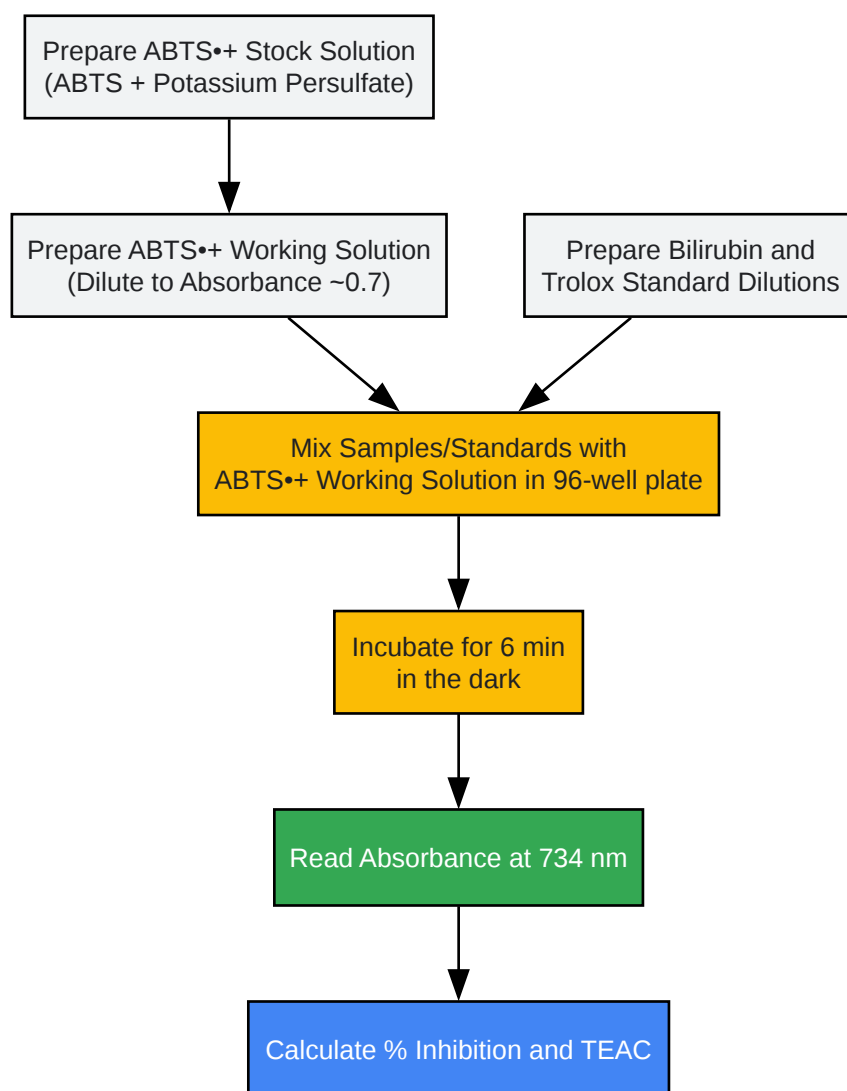 Prepare ABTS•+ Stock Solution
(ABTS + Potassium Persulfate)
Prepare ABTS•+ Working Solution
(Dilute to Absorbance ~0.7)
Prepare Bilirubin and
Trolox Standard Dilutions
Mix Samples/Standards with
ABTS•+ Working Solution in 96-well plate
Incubate for 6 min
in the dark
Read Absorbance at 734 nm
Calculate % Inhibition and TEAC